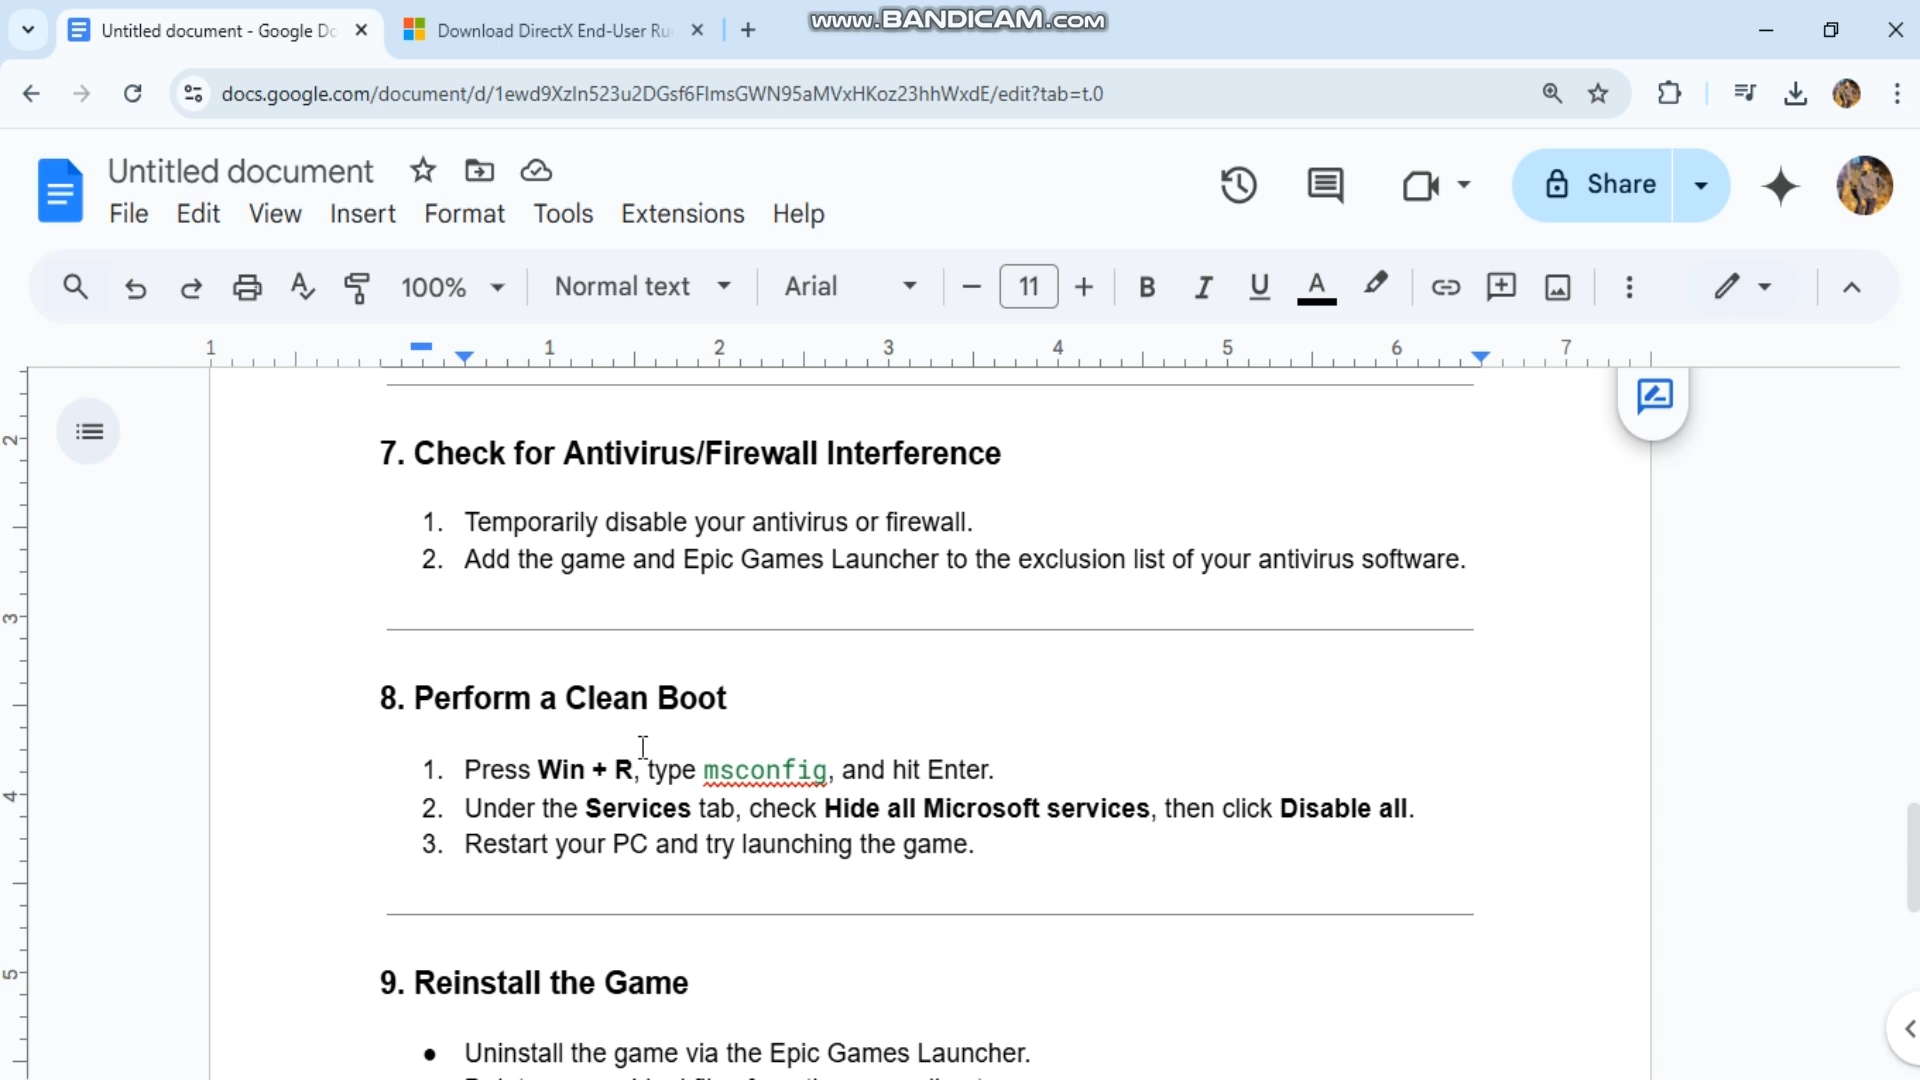 Untitled document - Google Do
Download DirectX End-User Ru
www.BANDICAM.com
docs.google.com/document/d/1ewd9XzIn523u2DGsf6FlmsGWN95aMVxHKoz23hhWxdE/edit?tab=t.0
Untitled document
File Edit View Insert Format Tools Extensions Help
Share
100% Normal text Arial 11 B I U A
1 1 2 3 4 5 6 7
2
3
4
5
7. Check for Antivirus/Firewall Interference
1. Temporarily disable your antivirus or firewall.
2. Add the game and Epic Games Launcher to the exclusion list of your antivirus software.
8. Perform a Clean Boot
1. Press Win + R, type msconfig, and hit Enter.
2. Under the Services tab, check Hide all Microsoft services, then click Disable all.
3. Restart your PC and try launching the game.
9. Reinstall the Game
● Uninstall the game via the Epic Games Launcher.